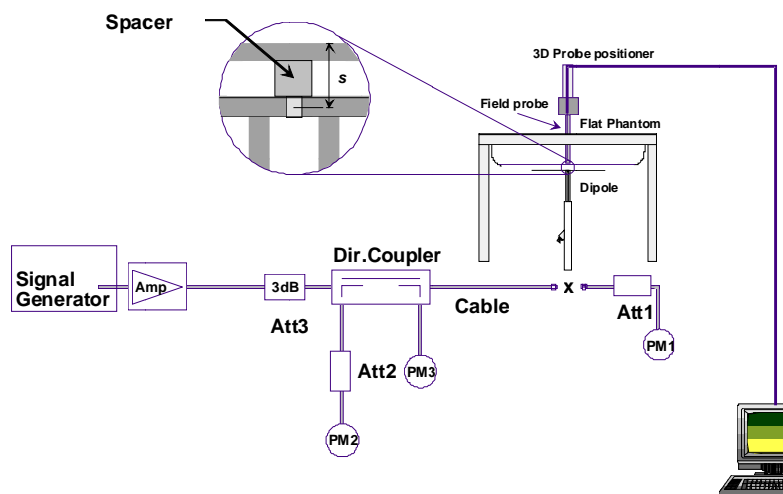 Spacer
s
3D Probe positioner
Field probe
Flat Phantom
Dipole
Signal
Generator
Amp
3dB
Att3
Dir.Coupler
Cable
x
Att1
PM1
Att2
PM3
PM2